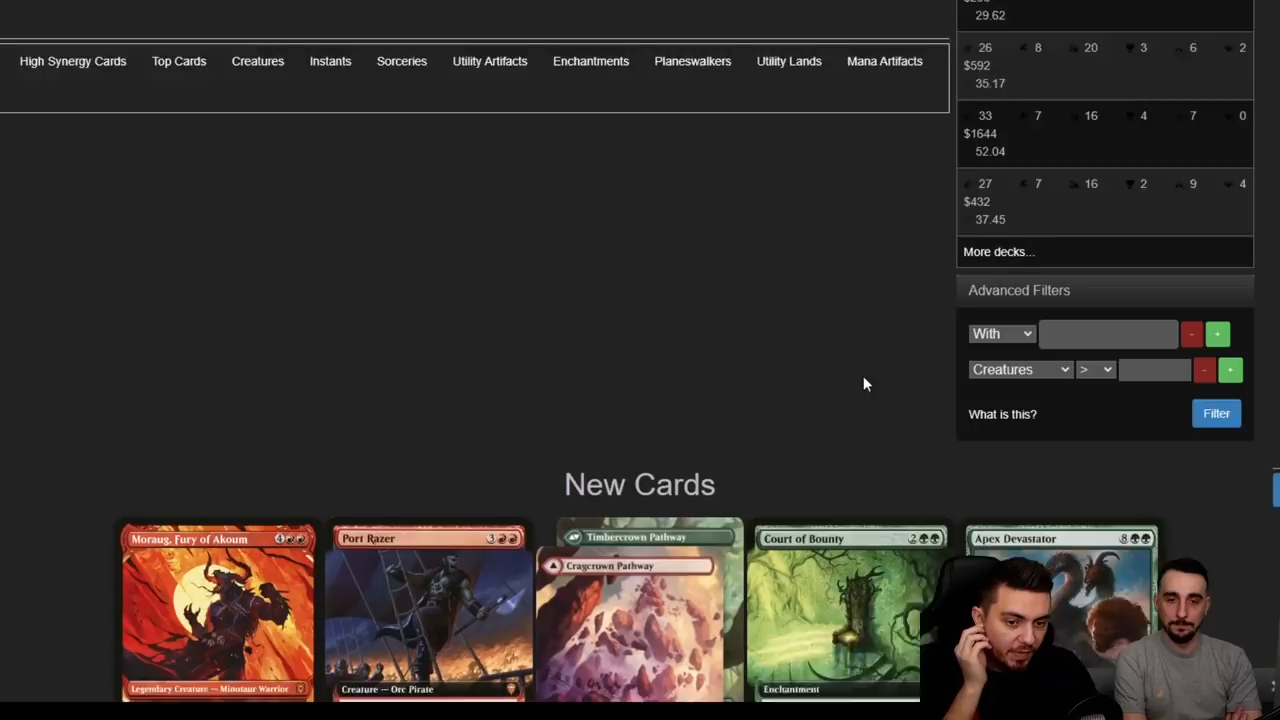 29.62
High Synergy Cards Top Cards Creatures Instants Sorceries Utility Artifacts Enchantments Planeswalkers Utility Lands Mana Artifacts
26 8 20 3 6 2
$592
35.17
33 7 16 4 7 0
$1644
52.04
27 7 16 2 9 4
$432
37.45
More decks...
Advanced Filters
With - +
Creatures > - +
What is this? Filter
New Cards
Moraug, Fury of Akoum 4
Legendary Creature — Minotaur Warrior
Port Razer 3
Creature — Orc Pirate
Timbercrown Pathway
Cragcrown Pathway
Court of Bounty 2
Enchantment
Apex Devastator 8